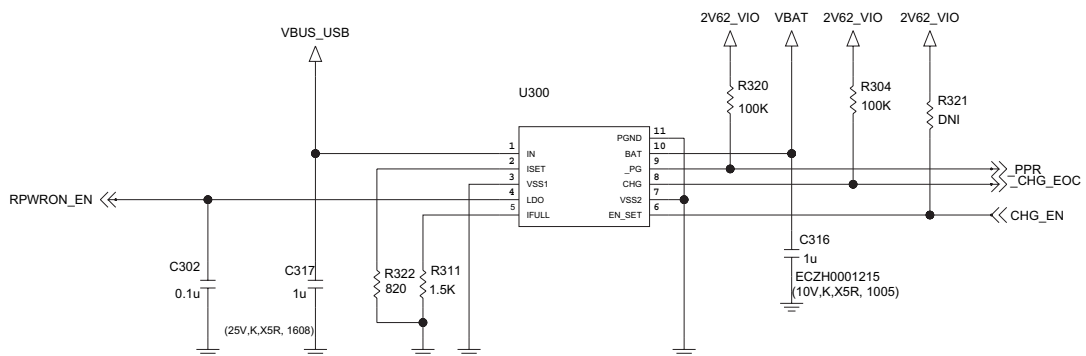 2V62_VIO VBAT 2V62_VIO 2V62_VIO
VBUS_USB
R320
100K
R304
100K
R321
DNI
U300
PGND 11
1 IN BAT 10
2 ISET _PG 9
3 VSS1 CHG 8
4 LDO VSS2 7
5 IFULL EN_SET 6
_PPR
_CHG_EOC
RPWRON_EN
CHG_EN
C316
1u
ECZH0001215
(10V,K,X5R, 1005)
C302
0.1u
C317
1u
R322
820
R311
1.5K
(25V,K,X5R, 1608)